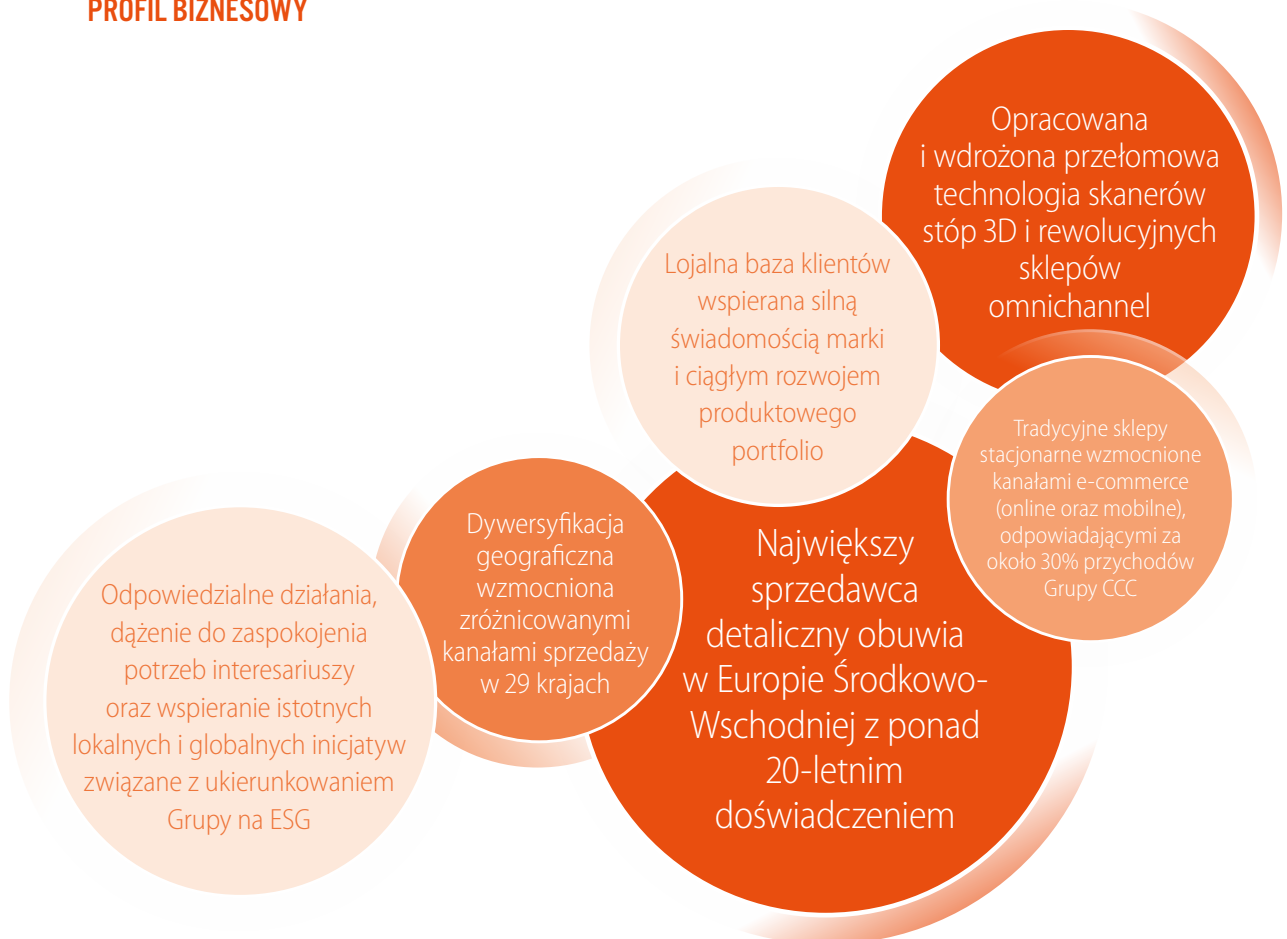 PROFIL BIZNESOWY
Opracowana
i wdrożona przełomowa
technologia skanerów
stóp 3D i rewolucyjnych
sklepów
omnichannel
Lojalna baza klientów
wspierana silną
świadomością marki
i ciągłym rozwojem
produktowego
portfolio
Tradycyjne sklepy
stacjonarne wzmocnione
kanałami e-commerce
(online oraz mobilne),
odpowiadającymi za
około 30% przychodów
Grupy CCC
Dywersyfikacja
geograficzna
wzmocniona
zróżnicowanymi
kanałami sprzedaży
w 29 krajach
Największy
sprzedawca
detaliczny obuwia
w Europie Środkowo-
Wschodniej z ponad
20-letnim
doświadczeniem
Odpowiedzialne działania,
dążenie do zaspokojenia
potrzeb interesariuszy
oraz wspieranie istotnych
lokalnych i globalnych inicjatyw
związane z ukierunkowaniem
Grupy na ESG